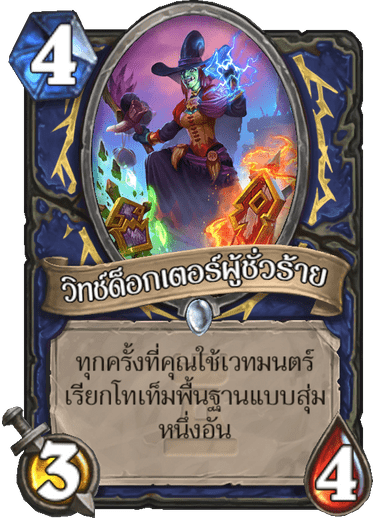 4
วิทช์ด็อกเตอร์ผู้ชั่วร้าย
ทุกครั้งที่คุณใช้เวทมนตร์
เรียกโทเท็มพื้นฐานแบบสุ่ม
หนึ่งอัน
3
4